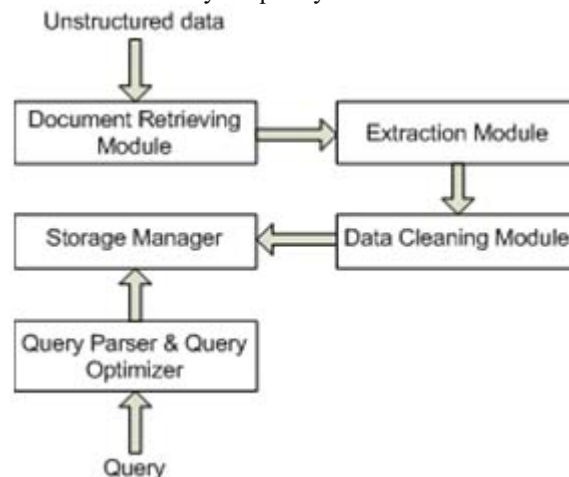 Unstructured data
Document Retrieving
Module
Extraction Module
Storage Manager
Data Cleaning Module
Query Parser & Query
Optimizer
Query